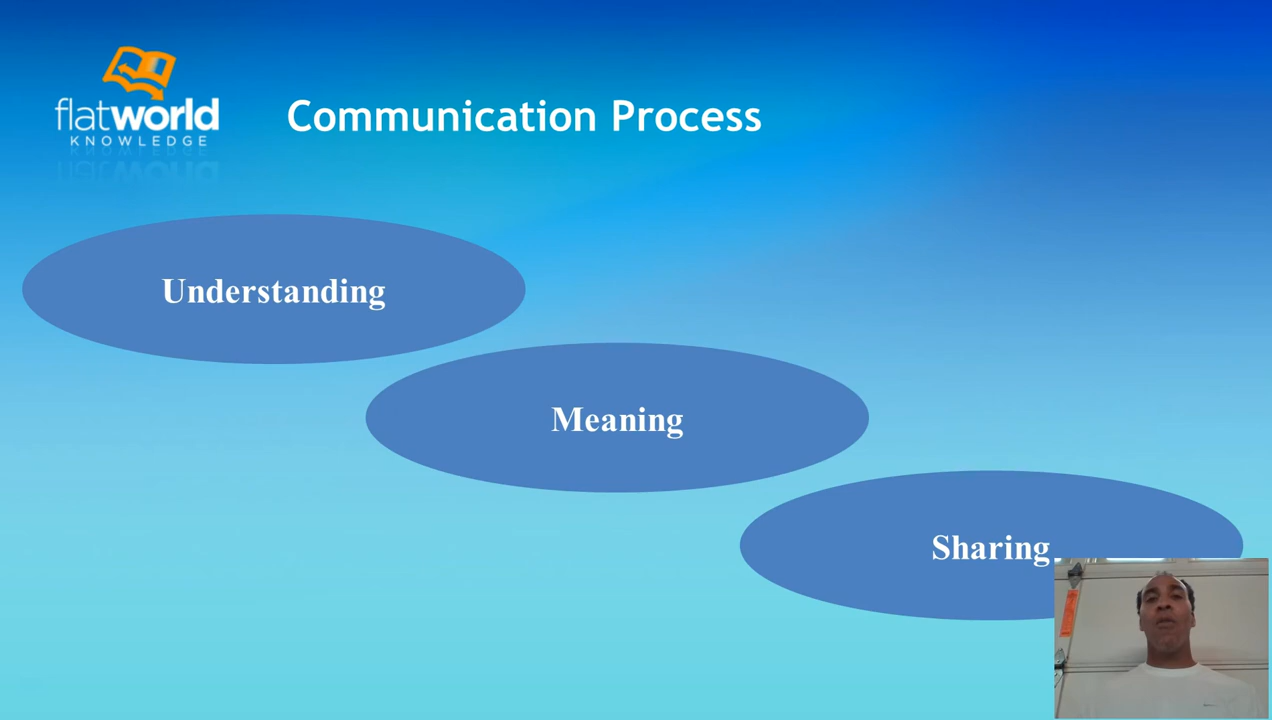 flatworld
KNOWLEDGE
Communication Process
Understanding
Meaning
Sharing